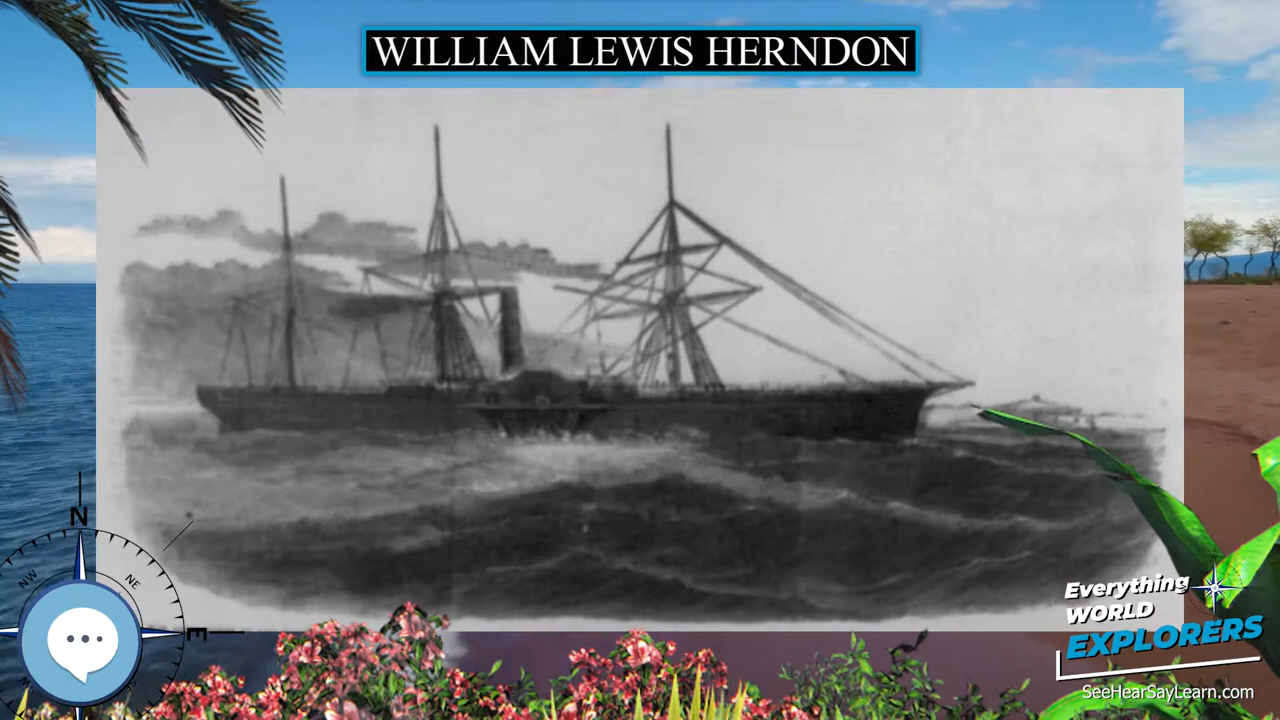 WILLIAM LEWIS HERNDON
N
NW
NE
E
Everything
WORLD
EXPLORERS
SeeHearSayLearn.com